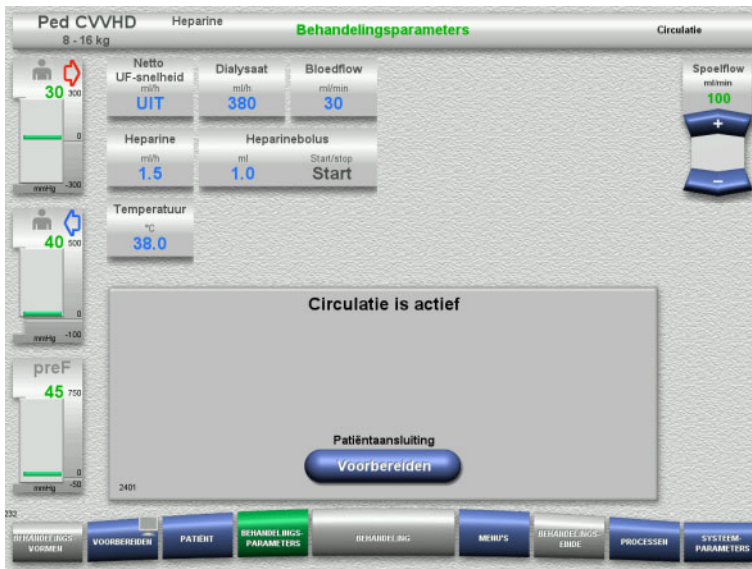 Ped CVVHD Heparine
8 - 16 kg
Behandelingsparameters
Circulatie
30 300
0
-300
mmHg
Netto
UF-snelheid
ml/h
UIT
Dialysaat
ml/h
380
Bloedflow
ml/min
30
Spoelflow
ml/min
100
+
−
Heparine
ml/h
1.5
Heparinebolus
ml
1.0
Start/stop
Start
Temperatuur
°C
38.0
40 500
0
-100
mmHg
preF
45 750
0
-50
mmHg
Circulatie is actief
Patiëntaansluiting
Voorbereiden
2401
232
BEHANDELINGS-
VORMEN
VOORBEREIDEN
PATIËNT
BEHANDELINGS-
PARAMETERS
BEHANDELING
MENU'S
BEHANDELINGS-
EINDE
PROCESSEN
SYSTEEM-
PARAMETERS